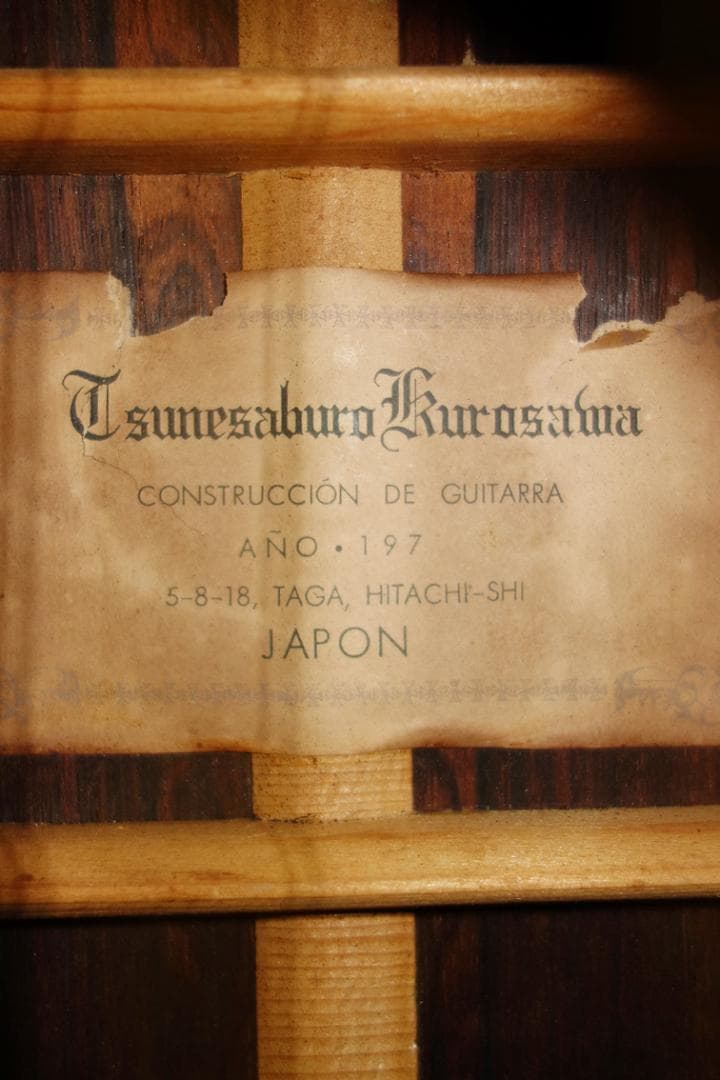 Tsunesaburo Kurosawa
CONSTRUCCIÓN DE GUITARRA
AÑO • 197
5-8-18, TAGA, HITACHI-SHI
JAPON